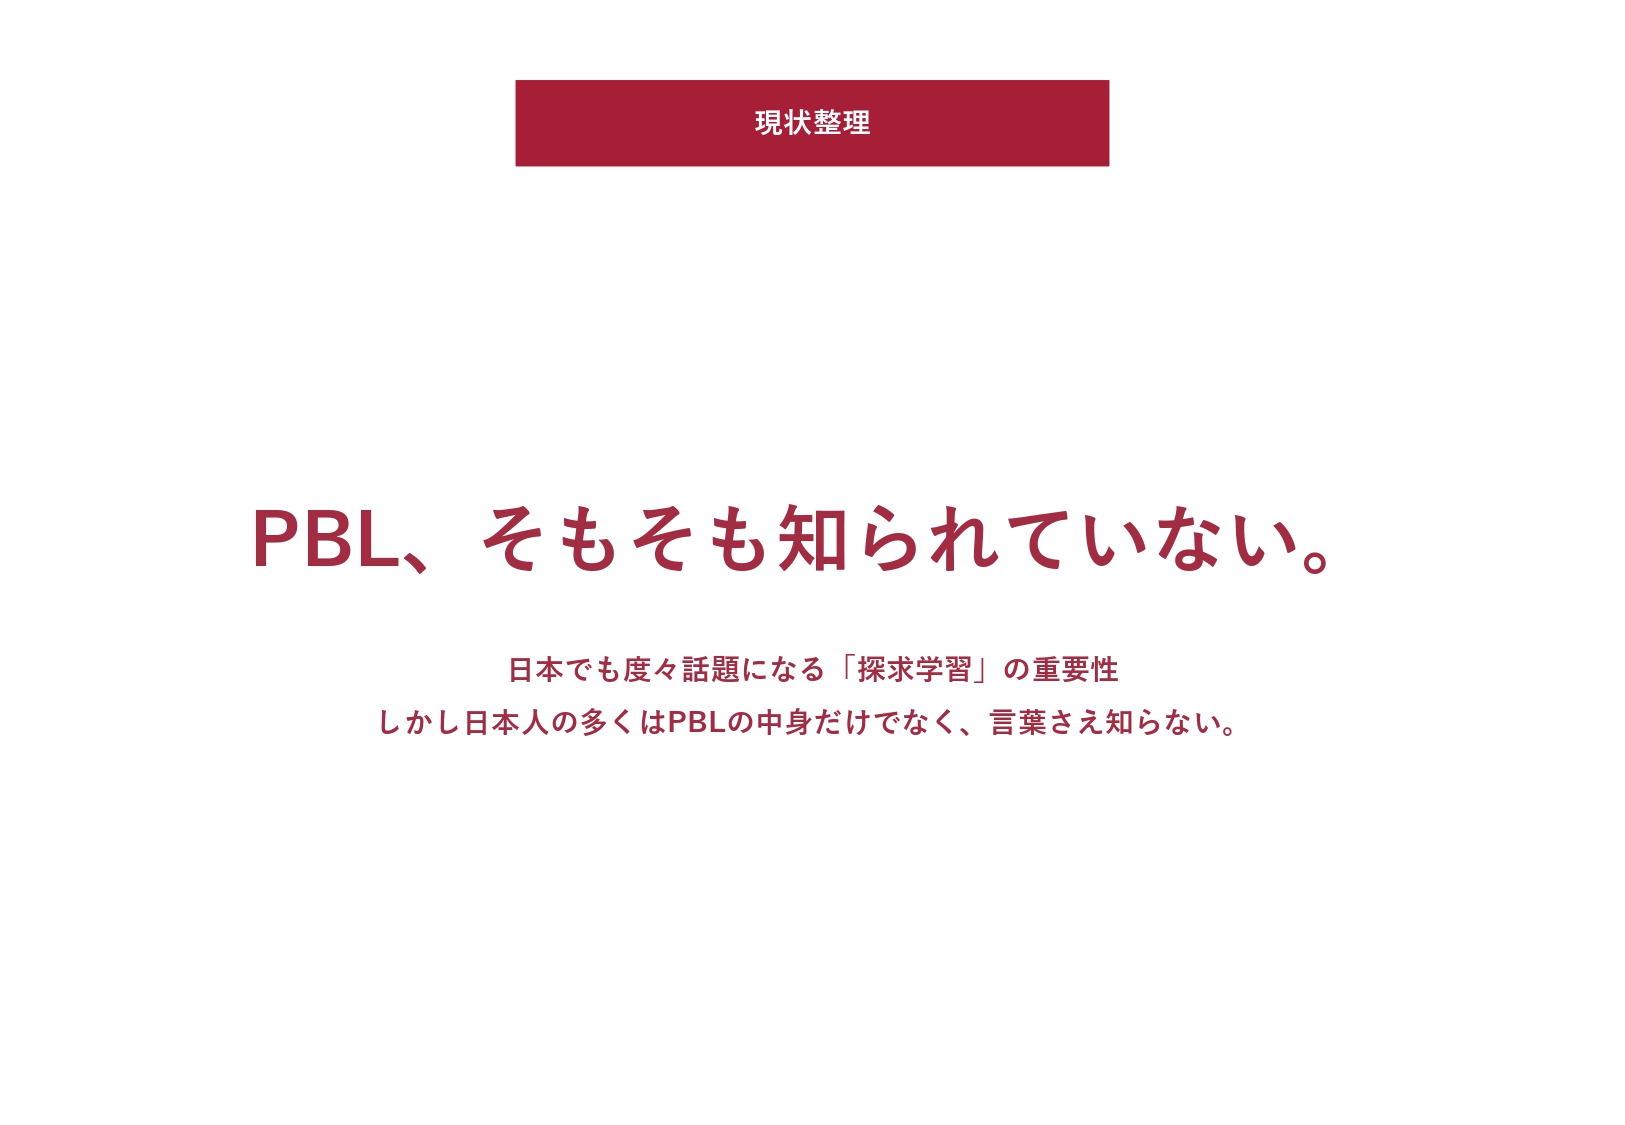 現状整理
PBL、そもそも知られていない。
日本でも度々話題になる「探求学習」の重要性
しかし日本人の多くはPBLの中身だけでなく、言葉さえ知らない。